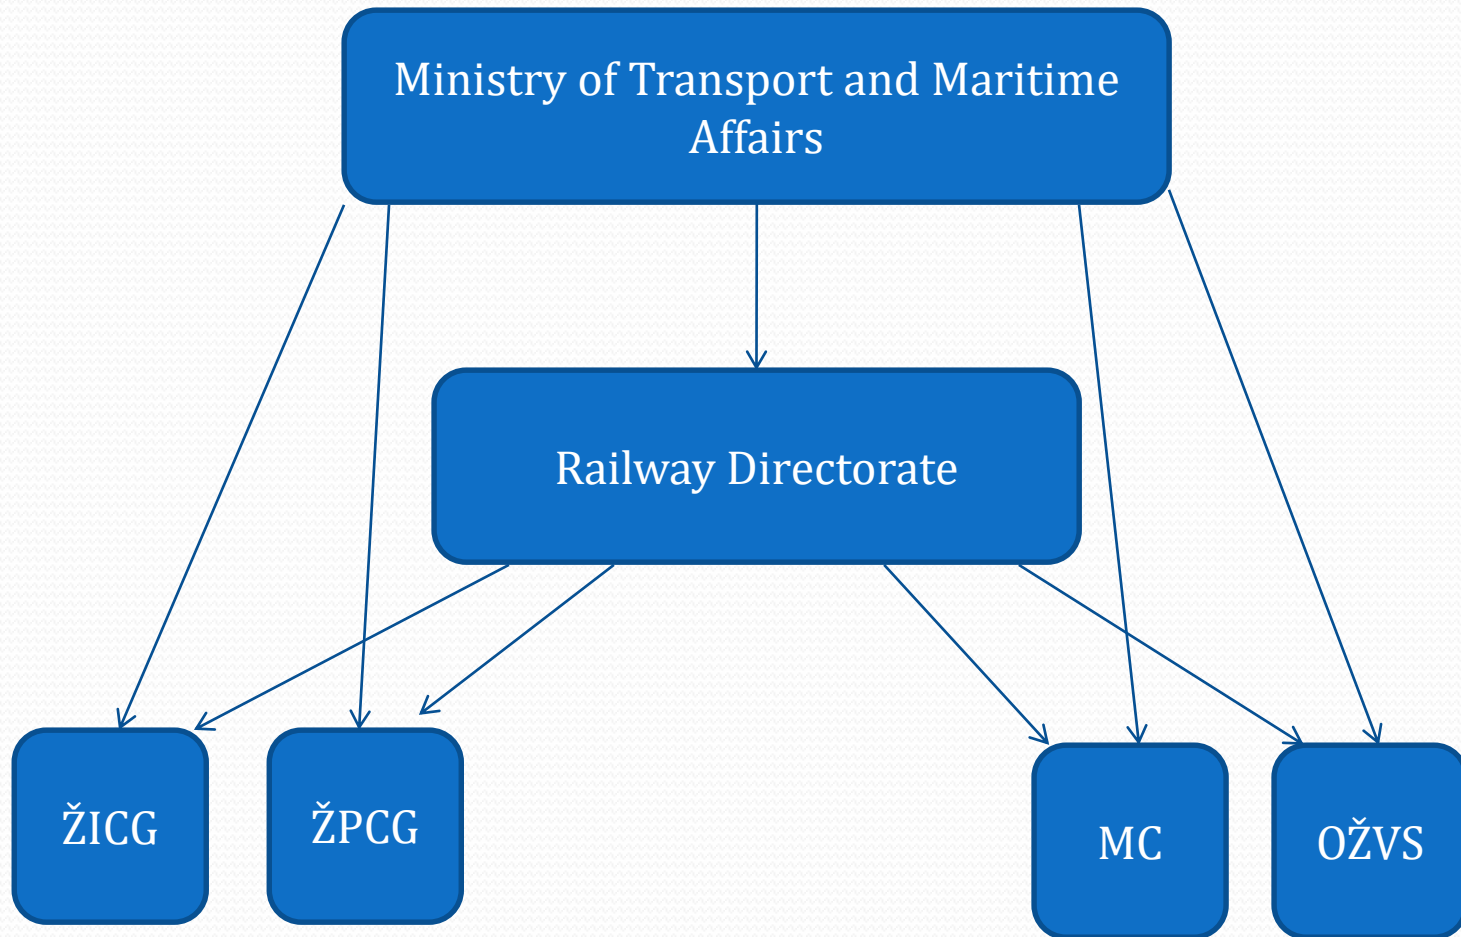 Ministry of Transport and Maritime
Affairs
Railway Directorate
ŽICG
ŽPCG
MC
OŽVS